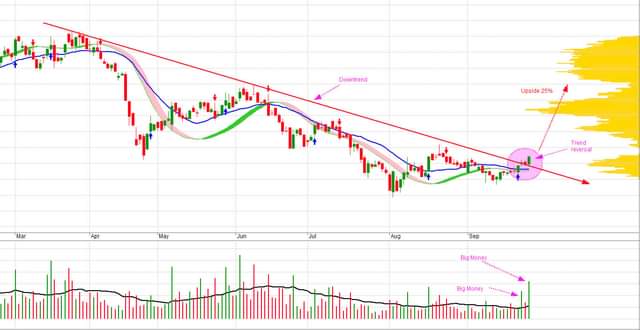 Downtrend
Upside 25%
Trend
reversal
Mar Apr May Jun Jul Aug Sep
Big Money
Big Money